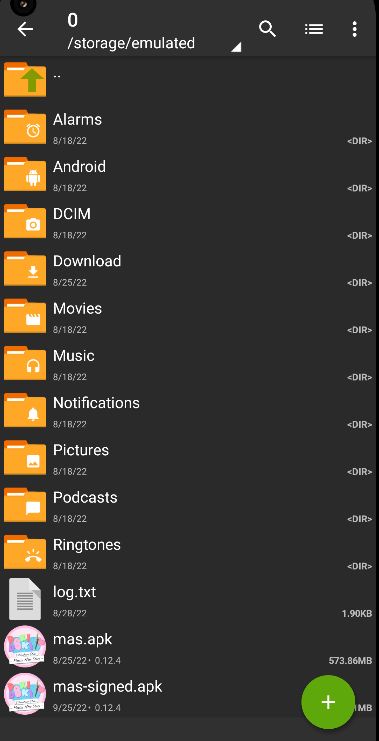 0
/storage/emulated
..
Alarms
8/18/22 <DIR>
Android
8/18/22 <DIR>
DCIM
8/18/22 <DIR>
Download
8/25/22 <DIR>
Movies
8/18/22 <DIR>
Music
8/18/22 <DIR>
Notifications
8/18/22 <DIR>
Pictures
8/18/22 <DIR>
Podcasts
8/18/22 <DIR>
Ringtones
8/18/22 <DIR>
log.txt
8/28/22 1.90KB
mas.apk
8/25/22 • 0.12.4 573.86MB
mas-signed.apk
9/25/22 • 0.12.4